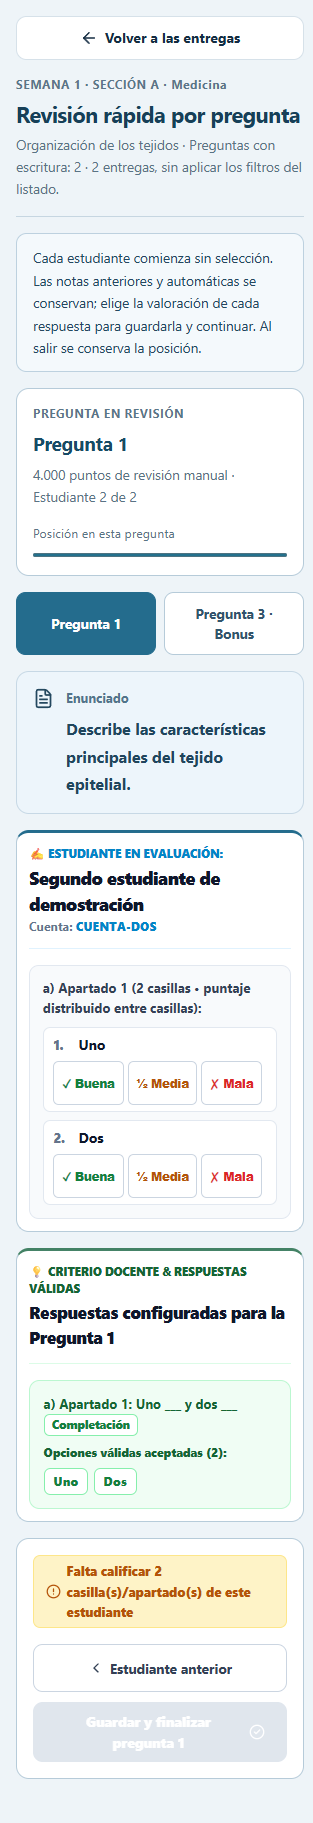 ← Volver a las entregas
SEMANA 1 · SECCIÓN A · Medicina
Revisión rápida por pregunta
Organización de los tejidos · Preguntas con
escritura: 2 · 2 entregas, sin aplicar los filtros del
listado.
Cada estudiante comienza sin selección.
Las notas anteriores y automáticas se
conservan; elige la valoración de cada
respuesta para guardarla y continuar. Al
salir se conserva la posición.
PREGUNTA EN REVISIÓN
Pregunta 1
4.000 puntos de revisión manual ·
Estudiante 2 de 2
Posición en esta pregunta
Pregunta 1
Pregunta 3 ·
Bonus
Enunciado
Describe las características
principales del tejido
epitelial.
✍️ ESTUDIANTE EN EVALUACIÓN:
Segundo estudiante de
demostración
Cuenta: CUENTA-DOS
a) Apartado 1 (2 casillas • puntaje
distribuido entre casillas):
1. Uno
✓ Buena ½ Media ✗ Mala
2. Dos
✓ Buena ½ Media ✗ Mala
💡 CRITERIO DOCENTE & RESPUESTAS
VÁLIDAS
Respuestas configuradas para la
Pregunta 1
a) Apartado 1: Uno ___ y dos ___
Completación
Opciones válidas aceptadas (2):
Uno Dos
Falta calificar 2
casilla(s)/apartado(s) de este
estudiante
Estudiante anterior
Guardar y finalizar
pregunta 1